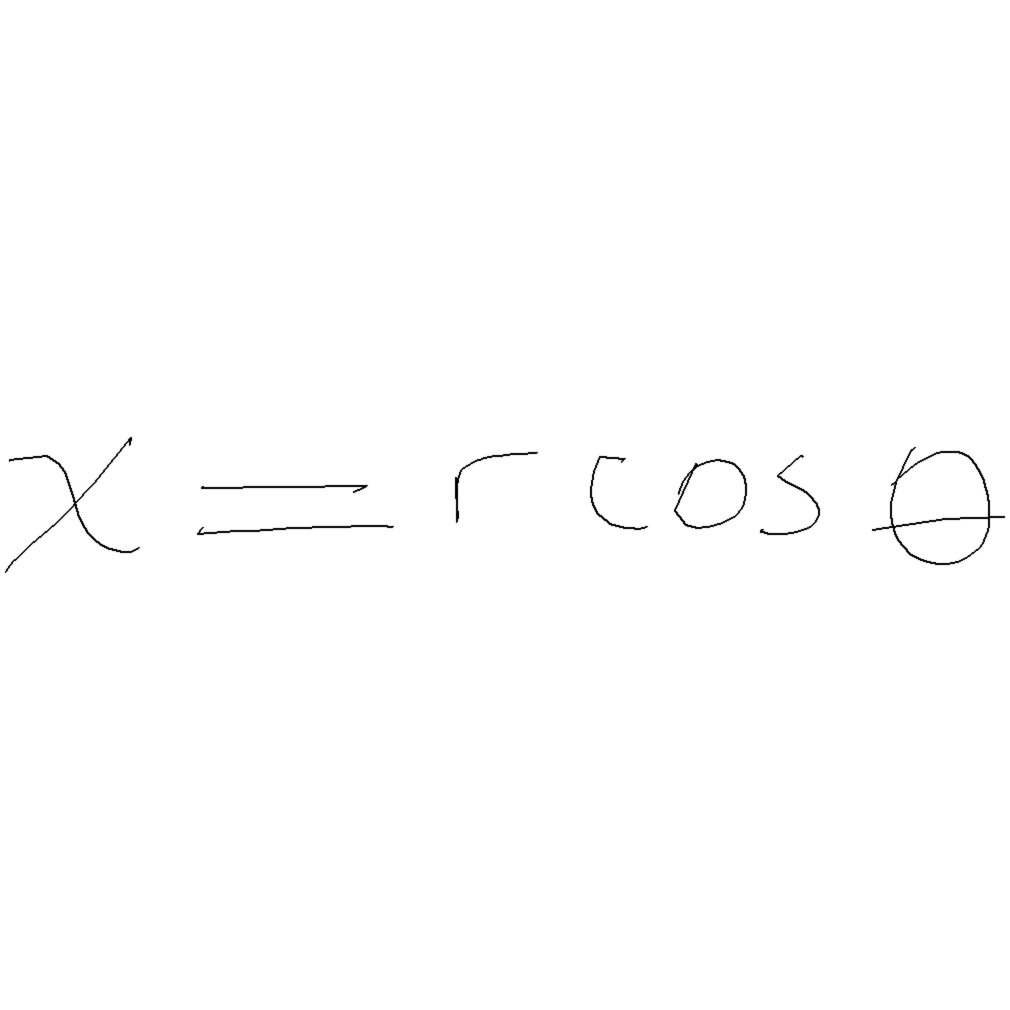 x = r cos θ